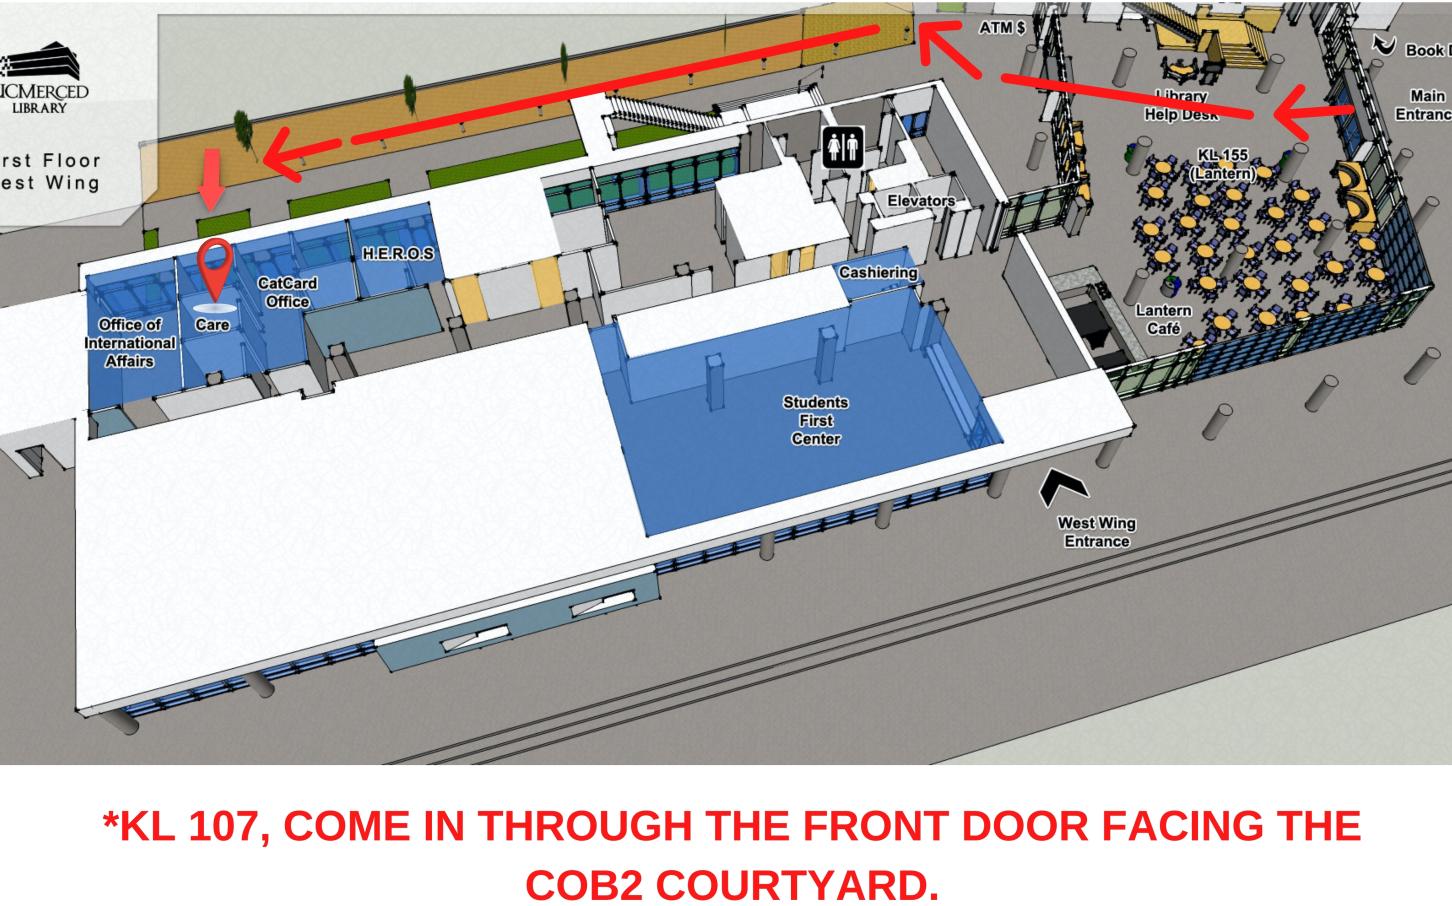 UCMERCED
LIBRARY
rst Floor
est Wing
ATM $
Book
Main
Entranc
Library
Help Desk
KL 155
(Lantern)
Elevators
H.E.R.O.S
Cashiering
CatCard
Office
Office of
International
Affairs
Care
Lantern
Café
Students
First
Center
West Wing
Entrance
*KL 107, COME IN THROUGH THE FRONT DOOR FACING THE
COB2 COURTYARD.